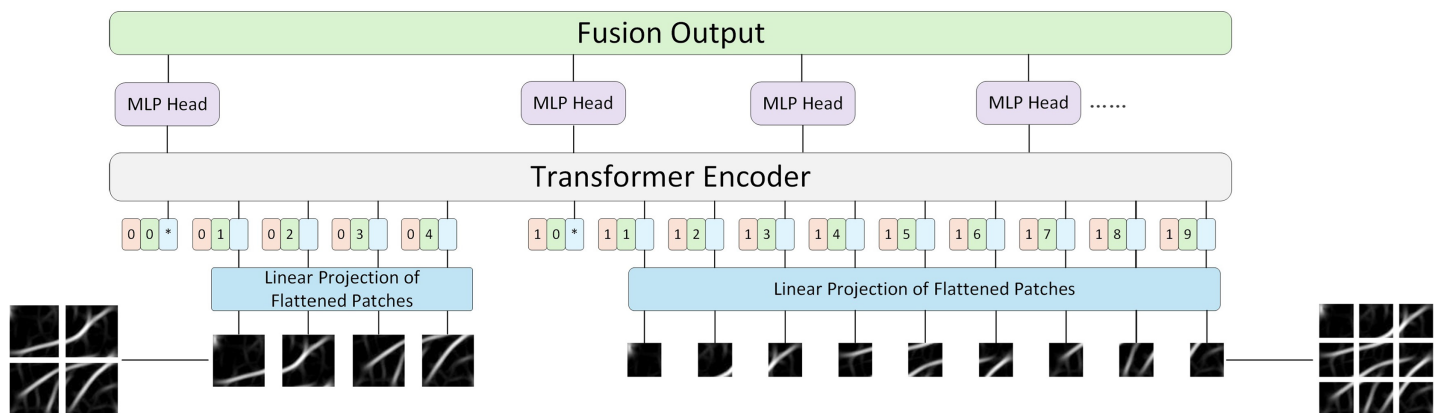 Fusion Output
MLP Head MLP Head MLP Head MLP Head ......
Transformer Encoder
0 0 * 0 1 0 2 0 3 0 4 1 0 * 1 1 1 2 1 3 1 4 1 5 1 6 1 7 1 8 1 9
Linear Projection of
Flattened Patches
Linear Projection of Flattened Patches